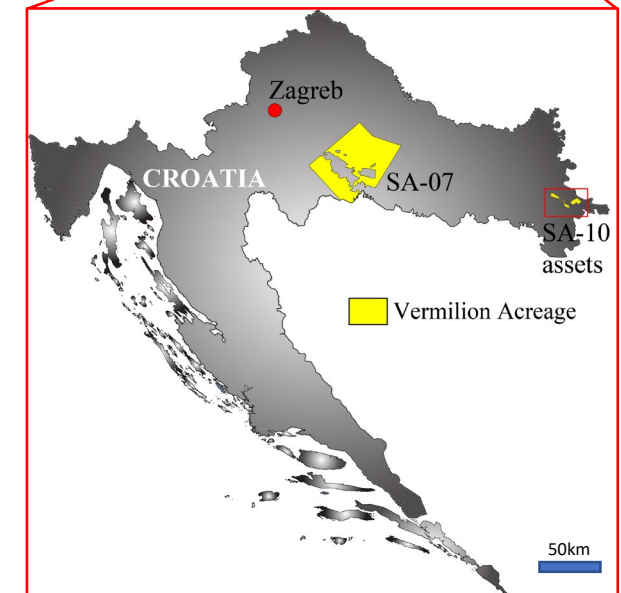 Zagreb
CROATIA
SA-07
SA-10
assets
Vermilion Acreage
50km